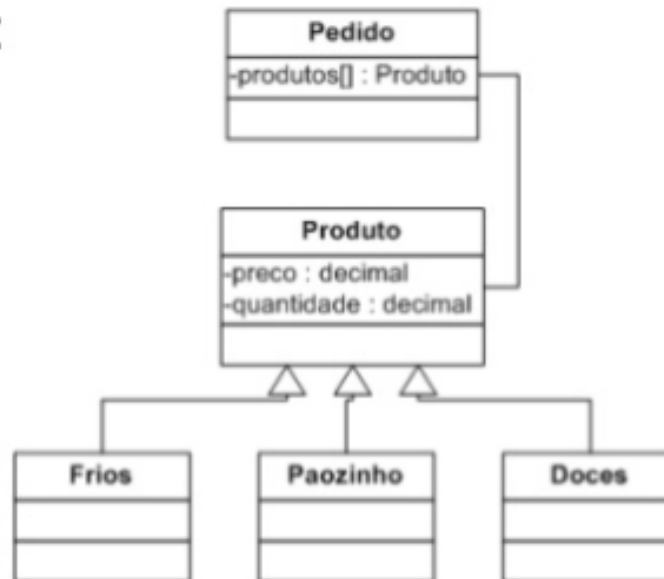 Pedido
-produtos[] : Produto
Produto
-preco : decimal
-quantidade : decimal
Frios
Paozinho
Doces